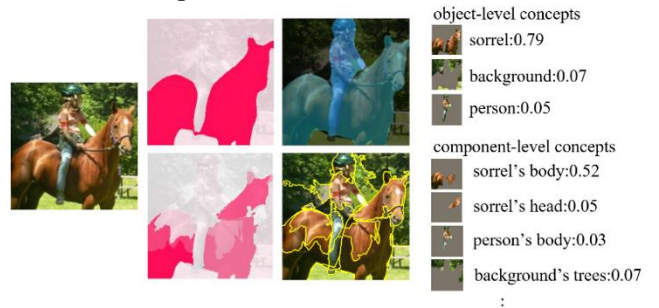 object-level concepts
sorrel:0.79
background:0.07
person:0.05
component-level concepts
sorrel's body:0.52
sorrel's head:0.05
person's body:0.03
background's trees:0.07
: